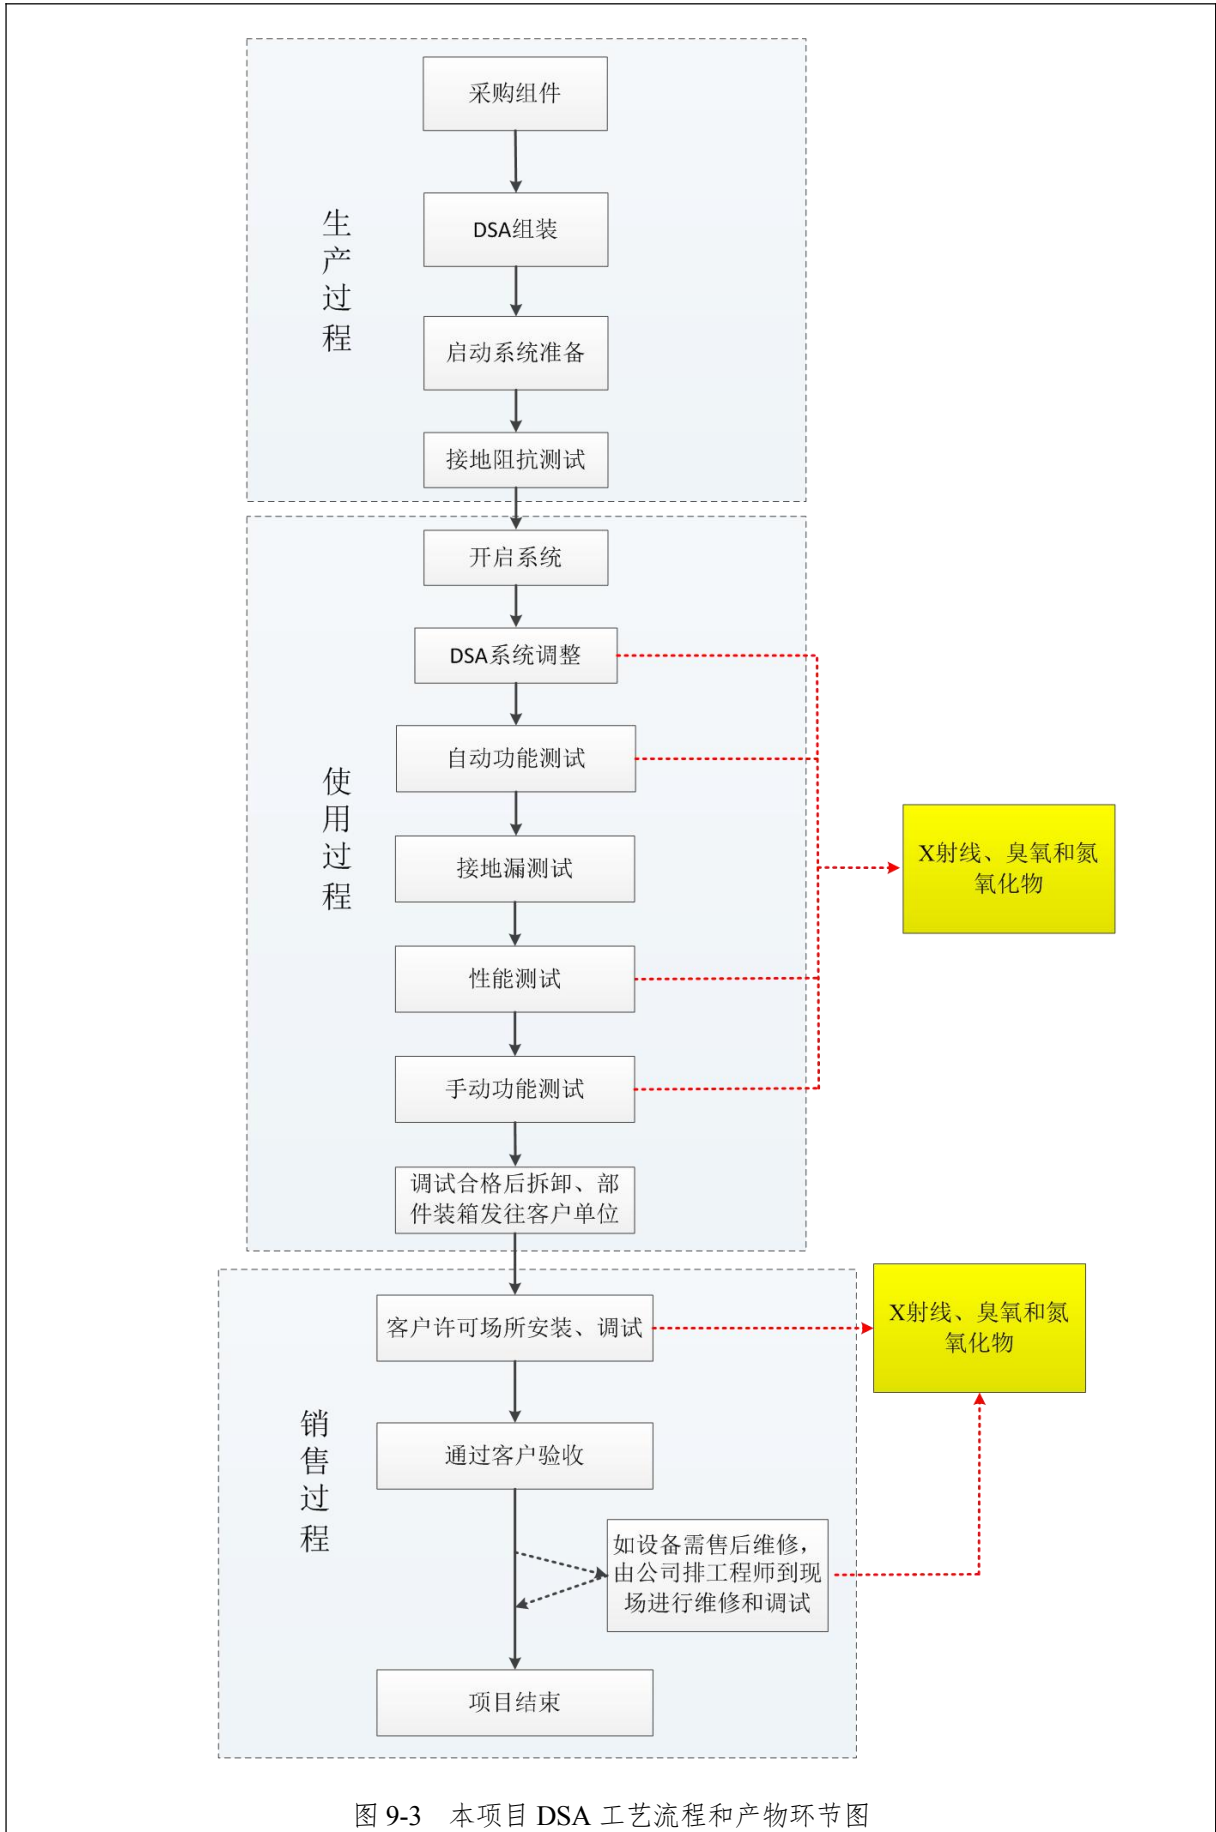 生产过程
采购组件
DSA组装
启动系统准备
接地阻抗测试
使用过程
开启系统
DSA系统调整
自动功能测试
接地漏测试
性能测试
手动功能测试
调试合格后拆卸、部
件装箱发往客户单位
X射线、臭氧和氮
氧化物
销售过程
客户许可场所安装、调试
X射线、臭氧和氮
氧化物
通过客户验收
如设备需售后维修，
由公司排工程师到现
场进行维修和调试
项目结束
图 9-3 本项目 DSA 工艺流程和产物环节图